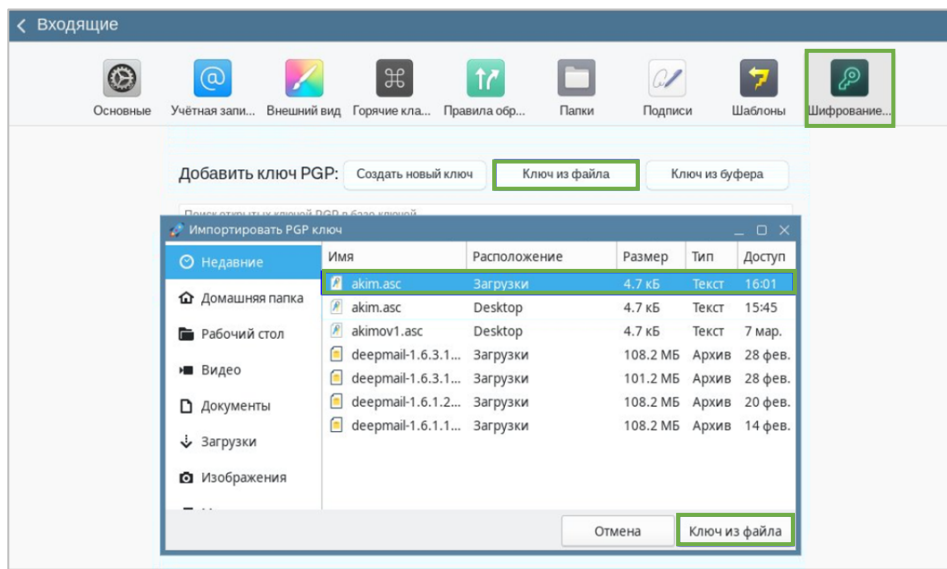 Входящие
Основные Учётная запи... Внешний вид Горячие кла... Правила обр... Папки Подписи Шаблоны Шифрование...
Добавить ключ PGP: Создать новый ключ Ключ из файла Ключ из буфера
Поиск открытых ключей PGP в базе ключей
Импортировать PGP ключ
Недавние
Домашняя папка
Рабочий стол
Видео
Документы
Загрузки
Изображения
Имя Расположение Размер Тип Доступ
akim.asc Загрузки 4.7 кБ Текст 16:01
akim.asc Desktop 4.7 кБ Текст 15:45
akimov1.asc Desktop 4.7 кБ Текст 7 мар.
deepmail-1.6.3.1... Загрузки 108.2 МБ Архив 28 фев.
deepmail-1.6.3.1... Загрузки 101.2 МБ Архив 28 фев.
deepmail-1.6.1.2... Загрузки 108.2 МБ Архив 20 фев.
deepmail-1.6.1.1... Загрузки 108.2 МБ Архив 14 фев.
Отмена Ключ из файла